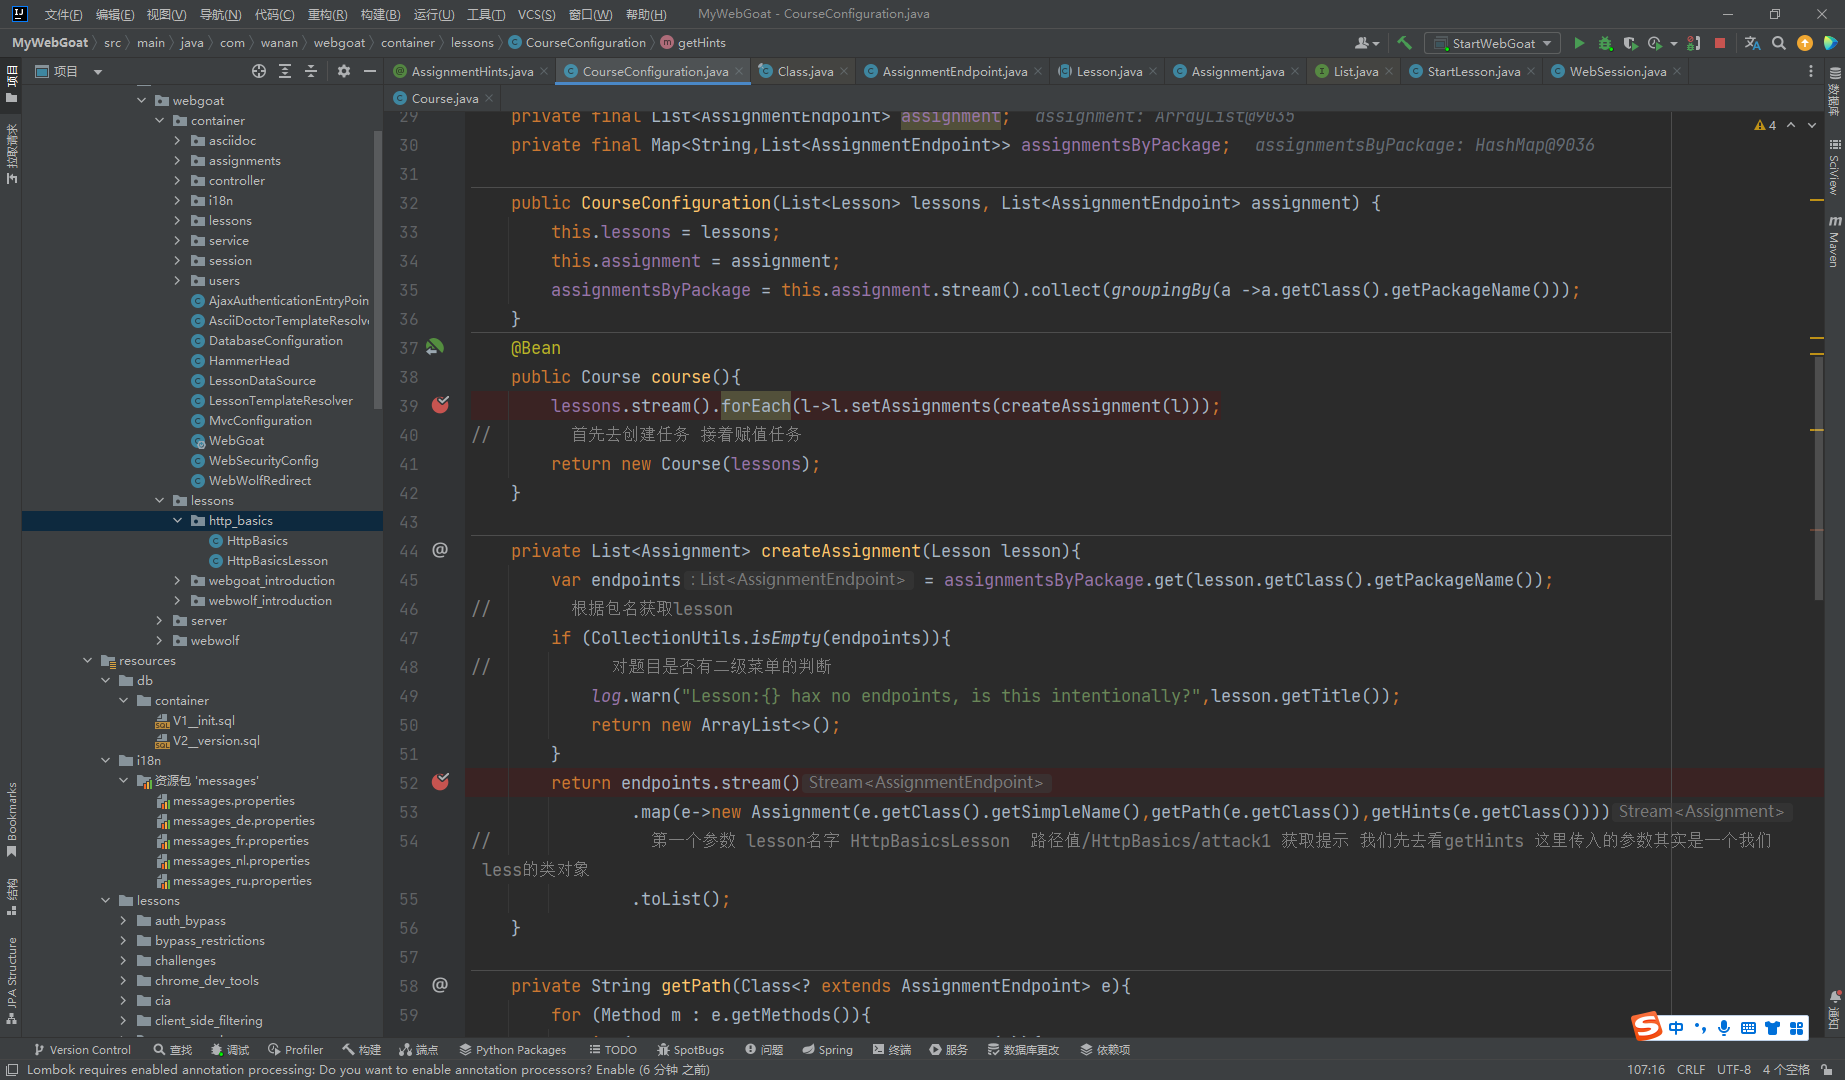 文件(F) 编辑(E) 视图(V) 导航(N) 代码(C) 重构(R) 构建(B) 运行(U) 工具(T) VCS(S) 窗口(W) 帮助(H) MyWebGoat - CourseConfiguration.java
MyWebGoat src main java com wanan webgoat container lessons CourseConfiguration getHints StartWebGoat
项目
AssignmentHints.java CourseConfiguration.java Class.java AssignmentEndpoint.java Lesson.java Assignment.java List.java StartLesson.java WebSession.java
Course.java
项目
拉取请求
Bookmarks
结构
JPA Structure
webgoat
container
asciidoc
assignments
controller
i18n
lessons
service
session
users
AjaxAuthenticationEntryPoin
AsciiDoctorTemplateResolv
DatabaseConfiguration
HammerHead
LessonDataSource
LessonTemplateResolver
MvcConfiguration
WebGoat
WebSecurityConfig
WebWolfRedirect
lessons
http_basics
HttpBasics
HttpBasicsLesson
webgoat_introduction
webwolf_introduction
server
webwolf
resources
db
container
V1__init.sql
V2__version.sql
i18n
资源包 'messages'
messages.properties
messages_de.properties
messages_fr.properties
messages_nl.properties
messages_ru.properties
lessons
auth_bypass
bypass_restrictions
challenges
chrome_dev_tools
cia
client_side_filtering
29 private final List<AssignmentEndpoint> assignment; assignment: ArrayList@9035
30 private final Map<String,List<AssignmentEndpoint>> assignmentsByPackage; assignmentsByPackage: HashMap@9036
31
32 public CourseConfiguration(List<Lesson> lessons, List<AssignmentEndpoint> assignment) {
33 this.lessons = lessons;
34 this.assignment = assignment;
35 assignmentsByPackage = this.assignment.stream().collect(groupingBy(a ->a.getClass().getPackageName()));
36 }
37 @Bean
38 public Course course(){
39 lessons.stream().forEach(l->l.setAssignments(createAssignment(l)));
40 // 首先去创建任务 接着赋值任务
41 return new Course(lessons);
42 }
43
44 @ private List<Assignment> createAssignment(Lesson lesson){
45 var endpoints : List<AssignmentEndpoint> = assignmentsByPackage.get(lesson.getClass().getPackageName());
46 // 根据包名获取lesson
47 if (CollectionUtils.isEmpty(endpoints)){
48 // 对题目是否有二级菜单的判断
49 log.warn("Lesson:{} hax no endpoints, is this intentionally?",lesson.getTitle());
50 return new ArrayList<>();
51 }
52 return endpoints.stream() Stream<AssignmentEndpoint>
53 .map(e->new Assignment(e.getClass().getSimpleName(),getPath(e.getClass()),getHints(e.getClass()))) Stream<Assignment>
54 // 第一个参数 lesson名字 HttpBasicsLesson 路径值/HttpBasics/attack1 获取提示 我们先去看getHints 这里传入的参数其实是一个我们
less的类对象
55 .toList();
56 }
57
58 @ private String getPath(Class<? extends AssignmentEndpoint> e){
59 for (Method m : e.getMethods()){
4
数据库
SciView
Maven
通知
中
Version Control 查找 调试 Profiler 构建 端点 Python Packages TODO SpotBugs 问题 Spring 终端 服务 数据库更改 依赖项
Lombok requires enabled annotation processing: Do you want to enable annotation processors? Enable (6 分钟 之前) 107:16 CRLF UTF-8 4 个空格